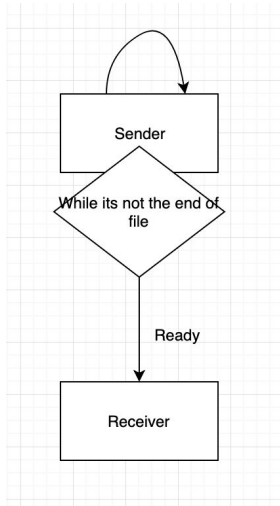 Sender
While its not the end of
file
Ready
Receiver